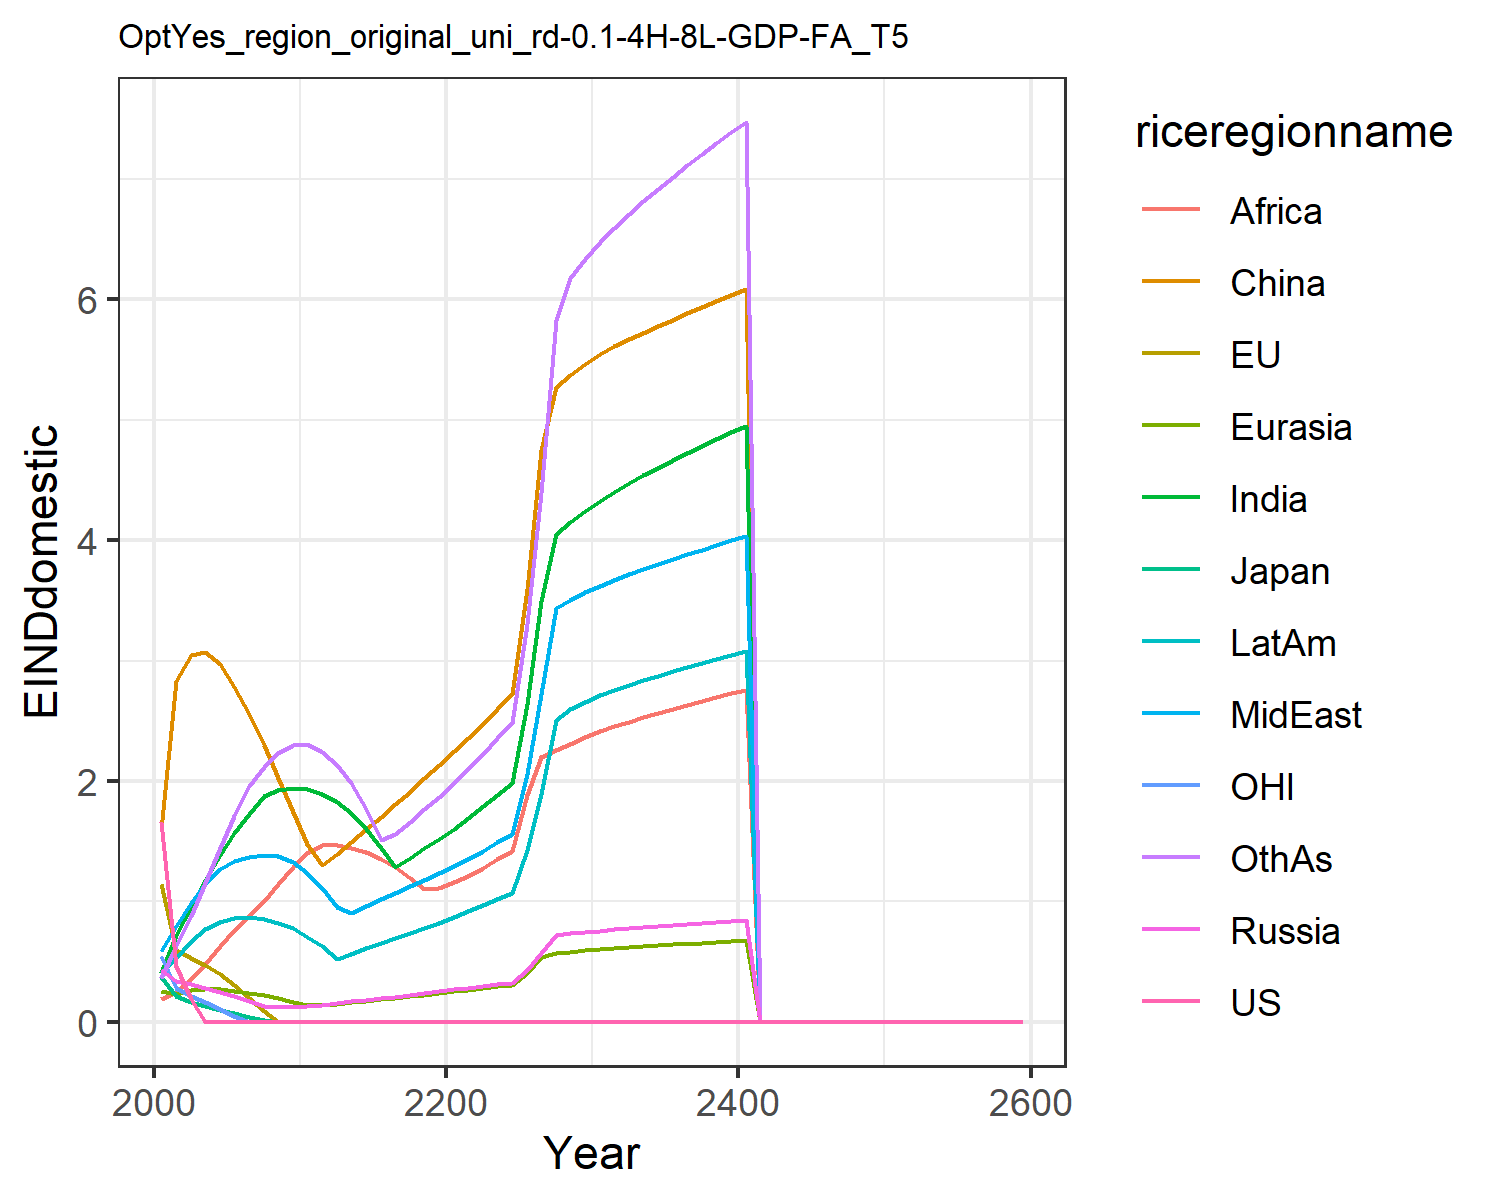 OptYes_region_original_uni_rd-0.1-4H-8L-GDP-FA_T5
EINDdomestic
6
4
2
0
2000 2200 2400 2600
Year
riceregionname
Africa
China
EU
Eurasia
India
Japan
LatAm
MidEast
OHI
OthAs
Russia
US